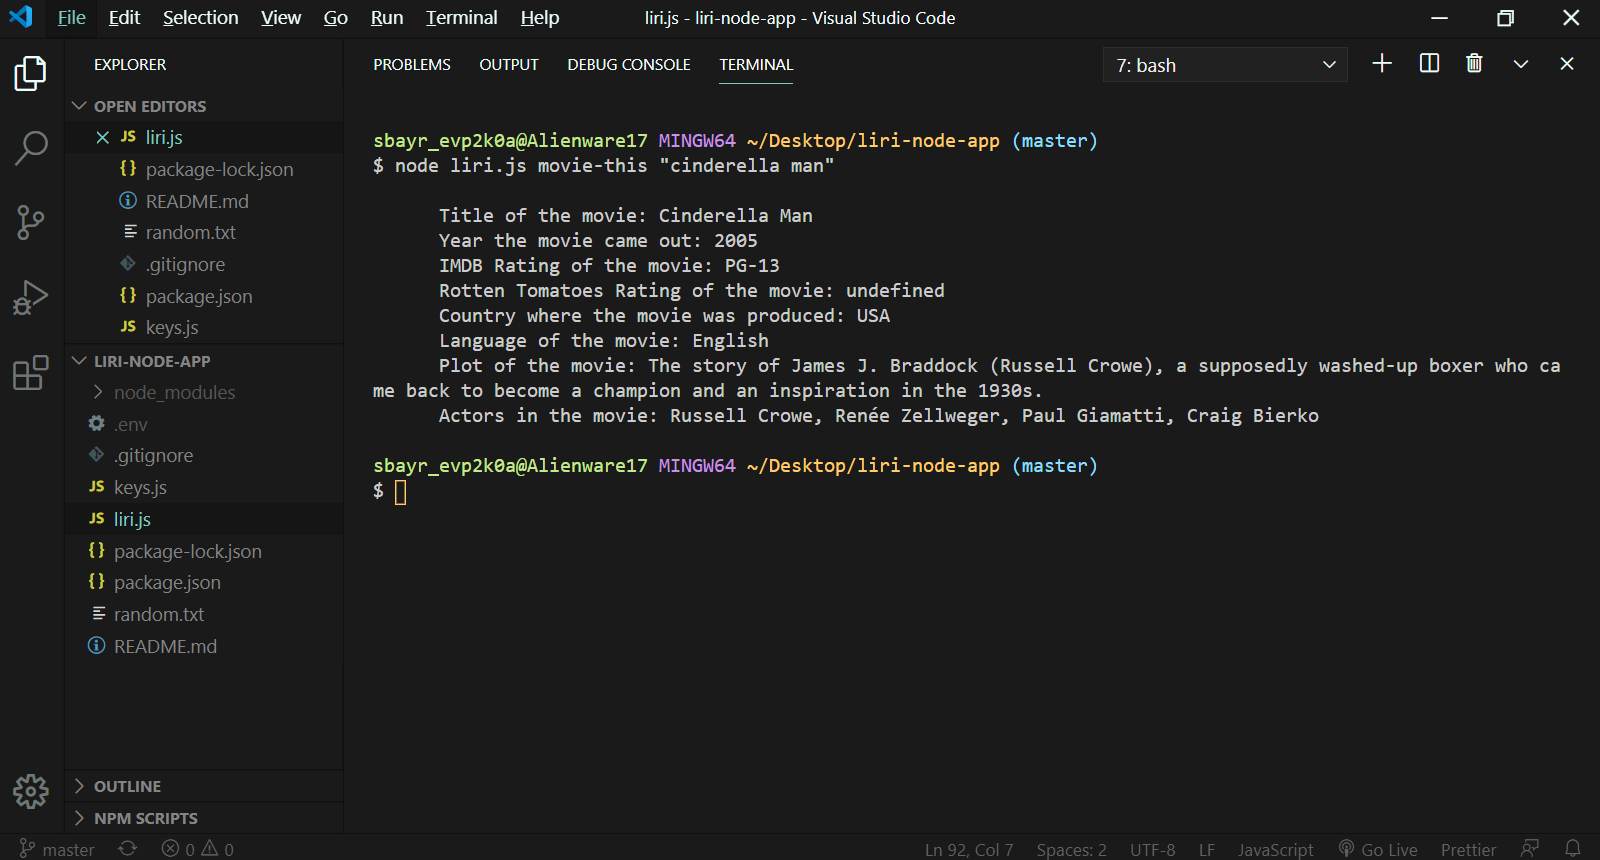 File Edit Selection View Go Run Terminal Help liri.js - liri-node-app - Visual Studio Code
EXPLORER
OPEN EDITORS
JS liri.js
{} package-lock.json
README.md
random.txt
.gitignore
{} package.json
JS keys.js
LIRI-NODE-APP
node_modules
.env
.gitignore
JS keys.js
JS liri.js
{} package-lock.json
{} package.json
random.txt
README.md
OUTLINE
NPM SCRIPTS
PROBLEMS OUTPUT DEBUG CONSOLE TERMINAL 7: bash
sbayr_evp2k0a@Alienware17 MINGW64 ~/Desktop/liri-node-app (master)
$ node liri.js movie-this "cinderella man"
Title of the movie: Cinderella Man
Year the movie came out: 2005
IMDB Rating of the movie: PG-13
Rotten Tomatoes Rating of the movie: undefined
Country where the movie was produced: USA
Language of the movie: English
Plot of the movie: The story of James J. Braddock (Russell Crowe), a supposedly washed-up boxer who ca
me back to become a champion and an inspiration in the 1930s.
Actors in the movie: Russell Crowe, Renée Zellweger, Paul Giamatti, Craig Bierko
sbayr_evp2k0a@Alienware17 MINGW64 ~/Desktop/liri-node-app (master)
$
master 0 0 Ln 92, Col 7 Spaces: 2 UTF-8 LF JavaScript Go Live Prettier